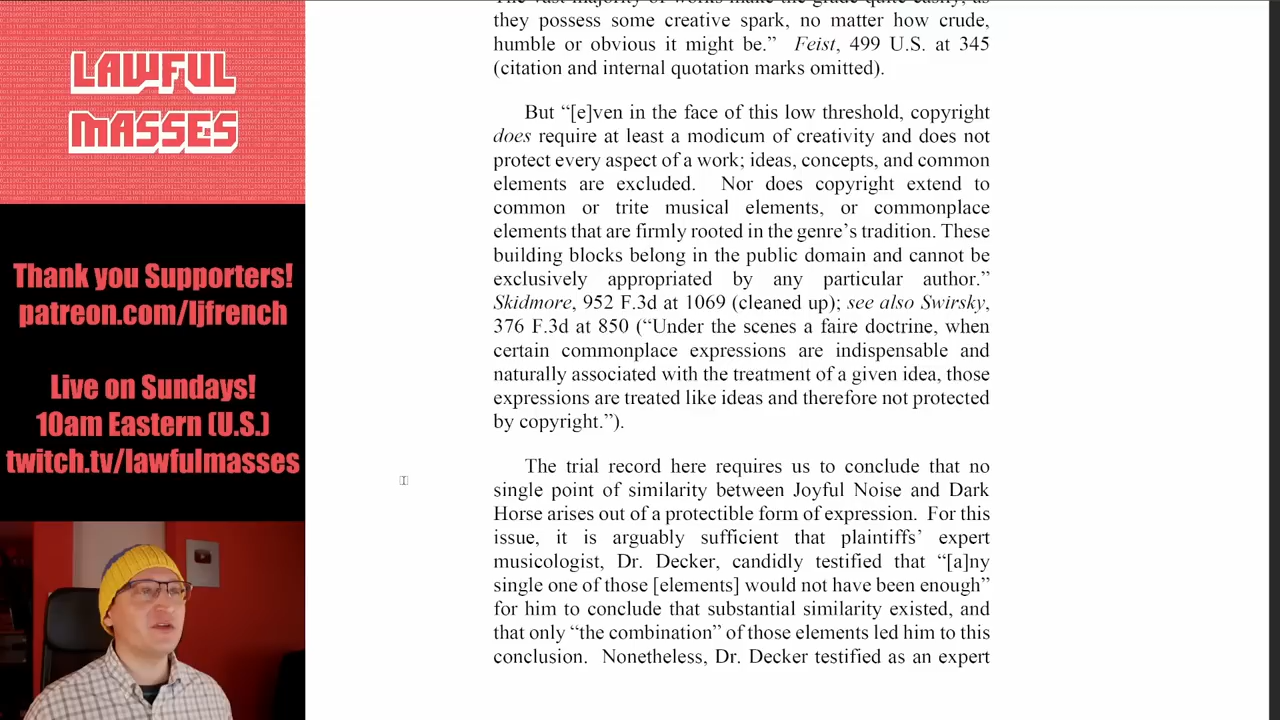 LAWFUL
MASSES
Thank you Supporters!
patreon.com/ljfrench
Live on Sundays!
10am Eastern (U.S.)
twitch.tv/lawfulmasses
The vast majority of works make the grade quite easily, as
they possess some creative spark, no matter how crude,
humble or obvious it might be.” Feist, 499 U.S. at 345
(citation and internal quotation marks omitted).
But “[e]ven in the face of this low threshold, copyright
does require at least a modicum of creativity and does not
protect every aspect of a work; ideas, concepts, and common
elements are excluded. Nor does copyright extend to
common or trite musical elements, or commonplace
elements that are firmly rooted in the genre’s tradition. These
building blocks belong in the public domain and cannot be
exclusively appropriated by any particular author.”
Skidmore, 952 F.3d at 1069 (cleaned up); see also Swirsky,
376 F.3d at 850 (“Under the scenes a faire doctrine, when
certain commonplace expressions are indispensable and
naturally associated with the treatment of a given idea, those
expressions are treated like ideas and therefore not protected
by copyright.”).
The trial record here requires us to conclude that no
single point of similarity between Joyful Noise and Dark
Horse arises out of a protectible form of expression. For this
issue, it is arguably sufficient that plaintiffs’ expert
musicologist, Dr. Decker, candidly testified that “[a]ny
single one of those [elements] would not have been enough”
for him to conclude that substantial similarity existed, and
that only “the combination” of those elements led him to this
conclusion. Nonetheless, Dr. Decker testified as an expert